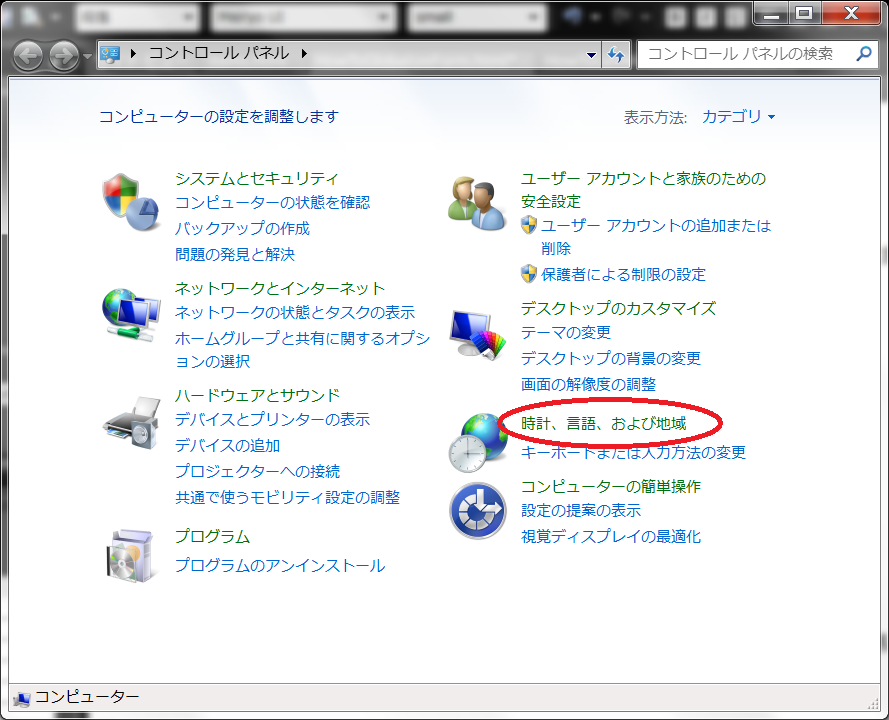 コントロール パネル
コントロール パネルの検索
コンピューターの設定を調整します
表示方法: カテゴリ
システムとセキュリティ
コンピューターの状態を確認
バックアップの作成
問題の発見と解決
ネットワークとインターネット
ネットワークの状態とタスクの表示
ホームグループと共有に関するオプシ
ョンの選択
ハードウェアとサウンド
デバイスとプリンターの表示
デバイスの追加
プロジェクターへの接続
共通で使うモビリティ設定の調整
プログラム
プログラムのアンインストール
ユーザー アカウントと家族のための
安全設定
ユーザー アカウントの追加または
削除
保護者による制限の設定
デスクトップのカスタマイズ
テーマの変更
デスクトップの背景の変更
画面の解像度の調整
時計、言語、および地域
キーボードまたは入力方法の変更
コンピューターの簡単操作
設定の提案の表示
視覚ディスプレイの最適化
コンピューター